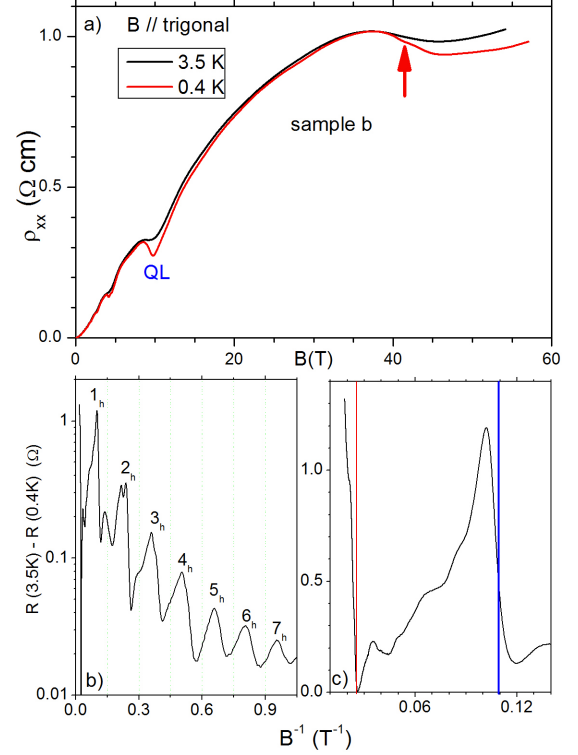 a)
B // trigonal
3.5 K
0.4 K
sample b
QL
ρxx (Ω cm)
1.0
0.5
0.0
0 20 40 60
B(T)
R (3.5K) - R (0.4K) (Ω)
1
0.1
0.01
1h
2h
3h
4h
5h
6h
7h
b)
0.0 0.3 0.6 0.9
1.0
0.5
0.0
c)
0.06 0.12
B-1 (T-1)